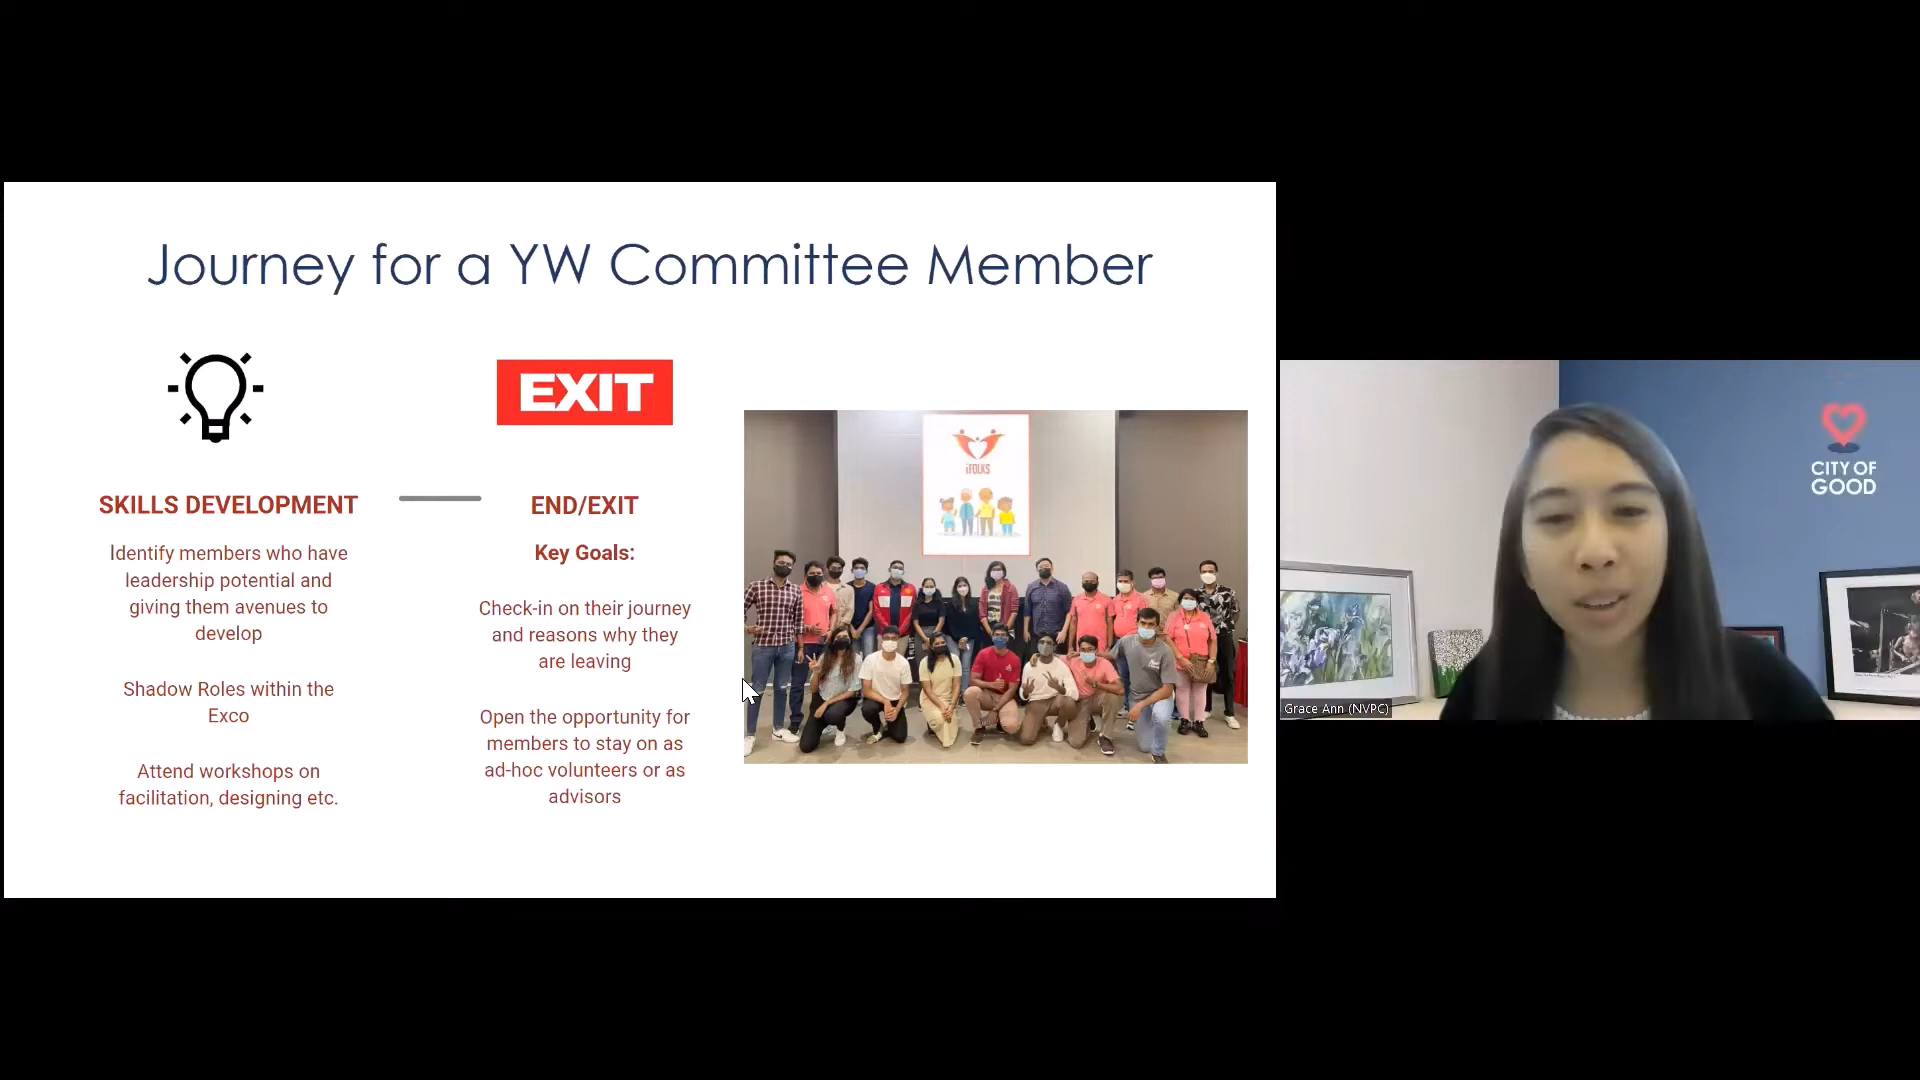 Journey for a YW Committee Member
EXIT
SKILLS DEVELOPMENT
Identify members who have
leadership potential and
giving them avenues to
develop
Shadow Roles within the
Exco
Attend workshops on
facilitation, designing etc.
END/EXIT
Key Goals:
Check-in on their journey
and reasons why they
are leaving
Open the opportunity for
members to stay on as
ad-hoc volunteers or as
advisors
iFOLKS
CITY OF
GOOD
Grace Ann (NVPC)